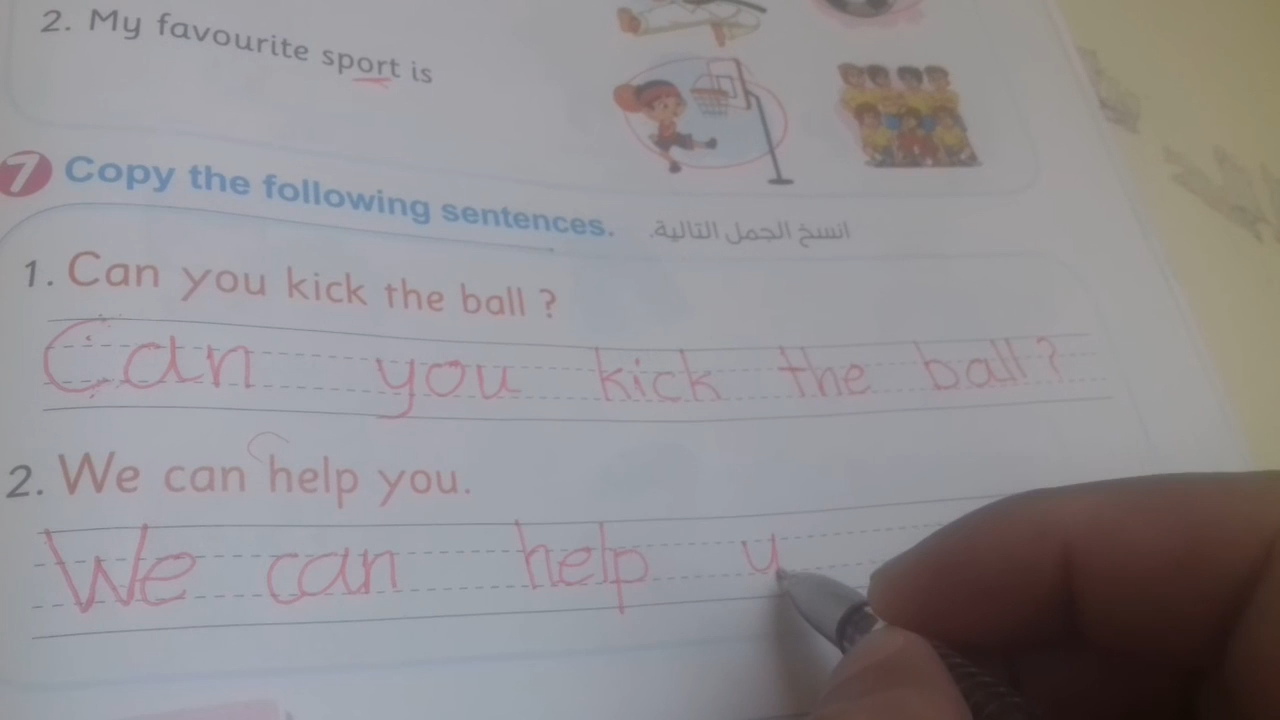 2. My favourite sport is
7 Copy the following sentences. انسخ الجمل التالية.
1. Can you kick the ball ?
Can you kick the ball?
2. We can help you.
We can help y